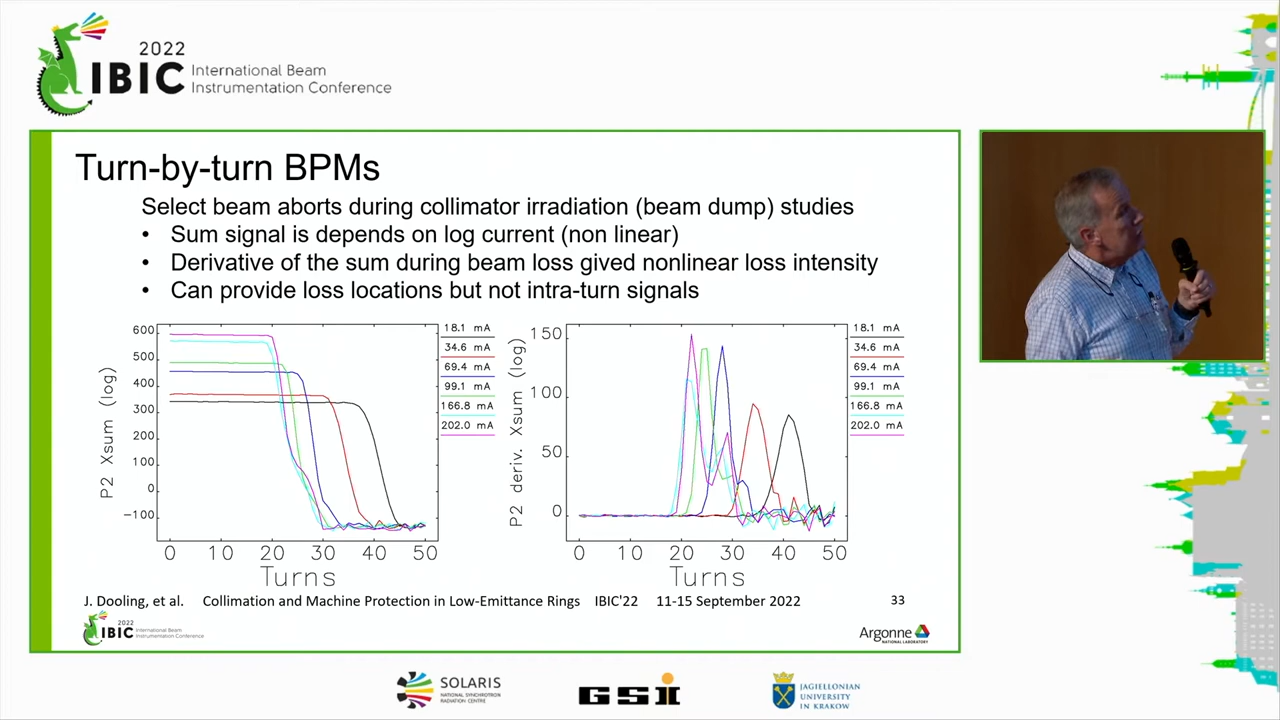 2022
IBIC International Beam
Instrumentation Conference
Turn-by-turn BPMs
Select beam aborts during collimator irradiation (beam dump) studies
• Sum signal is depends on log current (non linear)
• Derivative of the sum during beam loss gived nonlinear loss intensity
• Can provide loss locations but not intra-turn signals
P2 Xsum (log)
600
500
400
300
200
100
0
−100
0 10 20 30 40 50
Turns
18.1 mA
34.6 mA
69.4 mA
99.1 mA
166.8 mA
202.0 mA
P2 deriv. Xsum (log)
150
100
50
0
0 10 20 30 40 50
Turns
18.1 mA
34.6 mA
69.4 mA
99.1 mA
166.8 mA
202.0 mA
J. Dooling, et al. Collimation and Machine Protection in Low-Emittance Rings IBIC'22 11-15 September 2022 33
2022
IBIC International Beam
Instrumentation Conference
Argonne
NATIONAL LABORATORY
SOLARIS
NATIONAL SYNCHROTRON
RADIATION CENTRE
GSI
JAGIELLONIAN
UNIVERSITY
IN KRAKOW